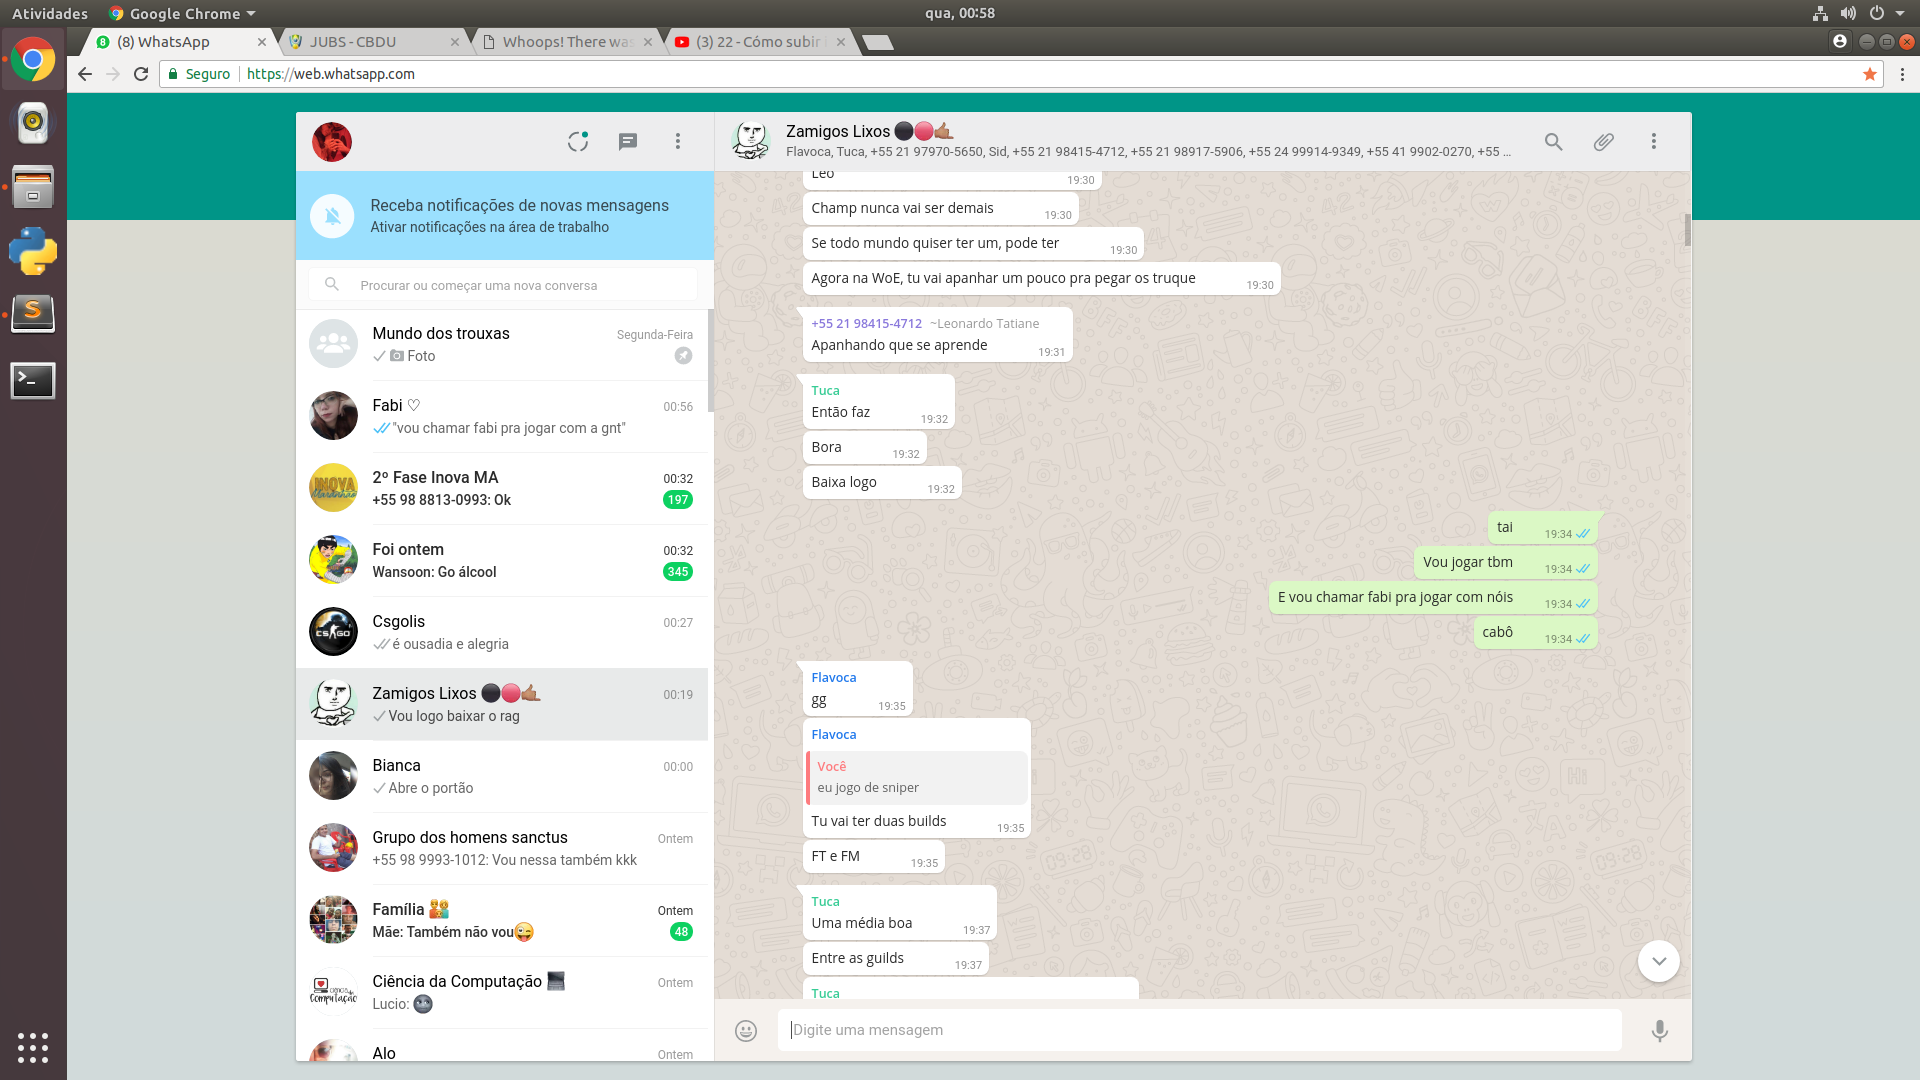 Atividades
Google Chrome
qua, 00:58
(8) WhatsApp
JUBS - CBDU
Whoops! There was
(3) 22 - Cómo subir
Seguro
https://web.whatsapp.com
Receba notificações de novas mensagens
Ativar notificações na área de trabalho
Procurar ou começar uma nova conversa
Mundo dos trouxas
Segunda-Feira
Foto
Fabi ♡
00:56
"vou chamar fabi pra jogar com a gnt"
2º Fase Inova MA
00:32
+55 98 8813-0993: Ok
197
Foi ontem
00:32
Wansoon: Go álcool
345
Csgolis
00:27
é ousadia e alegria
CS GO
Zamigos Lixos ⚫🔴🤙🏽
00:19
Vou logo baixar o rag
Bianca
00:00
Abre o portão
Grupo dos homens sanctus
Ontem
+55 98 9993-1012: Vou nessa também kkk
Família
Ontem
Mãe: Também não vou😜
48
Ciência da Computação 💻
Ontem
Lucio: 🌚
Alo
Ontem
Zamigos Lixos ⚫🔴🤙🏽
Flavoca, Tuca, +55 21 97970-5650, Sid, +55 21 98415-4712, +55 21 98917-5906, +55 24 99914-9349, +55 41 9902-0270, +55 ...
Leo
19:30
Champ nunca vai ser demais
19:30
Se todo mundo quiser ter um, pode ter
19:30
Agora na WoE, tu vai apanhar um pouco pra pegar os truque
19:30
+55 21 98415-4712 ~Leonardo Tatiane
Apanhando que se aprende
19:31
Tuca
Então faz
19:32
Bora
19:32
Baixa logo
19:32
tai
19:34
Vou jogar tbm
19:34
E vou chamar fabi pra jogar com nóis
19:34
cabô
19:34
Flavoca
gg
19:35
Flavoca
Você
eu jogo de sniper
Tu vai ter duas builds
19:35
FT e FM
19:35
Tuca
Uma média boa
19:37
Entre as guilds
19:37
Tuca
Digite uma mensagem